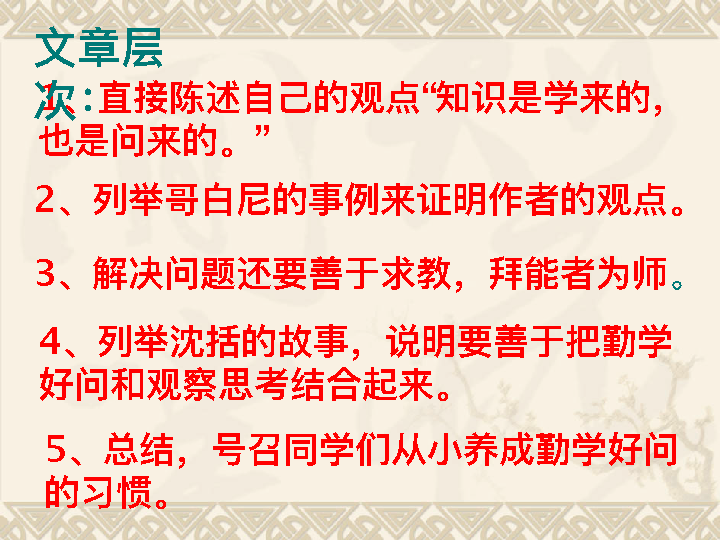 文章层
次：
1、直接陈述自己的观点“知识是学来的，
也是问来的。”
2、列举哥白尼的事例来证明作者的观点。
3、解决问题还要善于求教，拜能者为师。
4、列举沈括的故事，说明要善于把勤学
好问和观察思考结合起来。
5、总结，号召同学们从小养成勤学好问
的习惯。